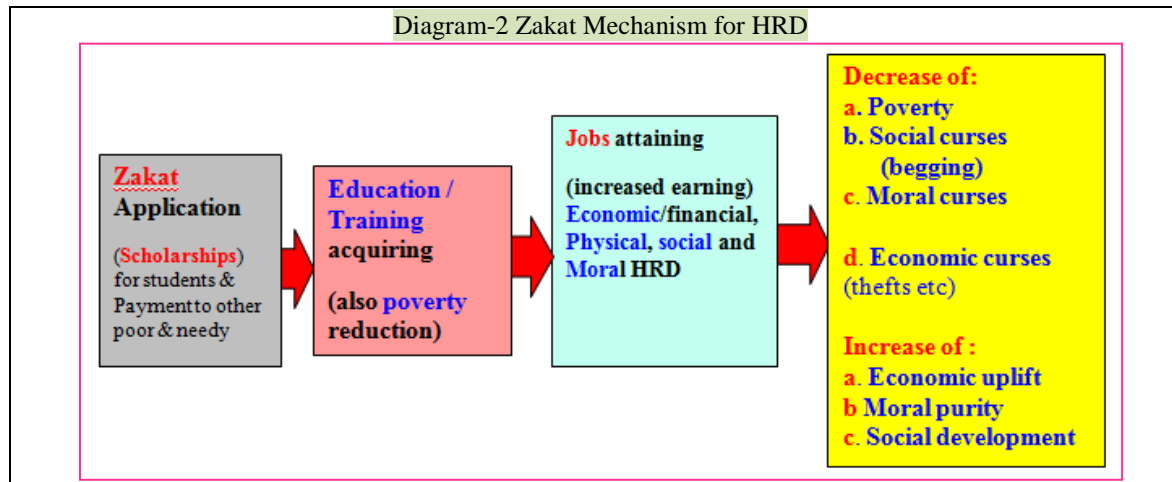 Diagram-2 Zakat Mechanism for HRD
Zakat
Application
(Scholarships)
for students &
Payment to other
poor & needy
Education /
Training
acquiring
(also poverty
reduction)
Jobs attaining
(increased earning)
Economic/financial,
Physical, social and
Moral HRD
Decrease of:
a. Poverty
b. Social curses
(begging)
c. Moral curses
d. Economic curses
(thefts etc)
Increase of :
a. Economic uplift
b Moral purity
c. Social development